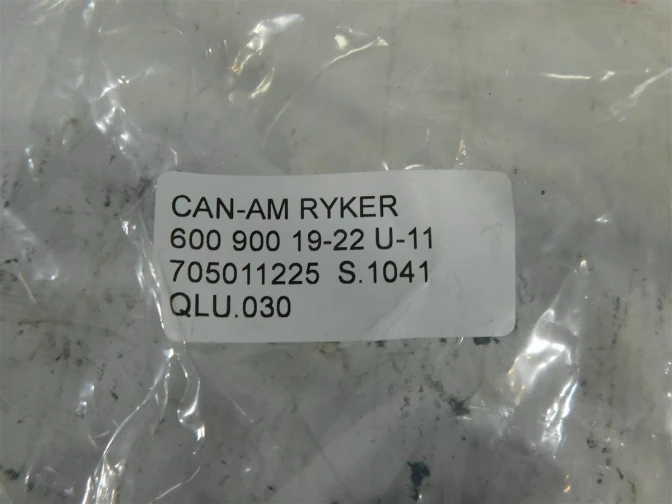 CAN-AM RYKER
600 900 19-22 U-11
705011225 S.1041
QLU.030